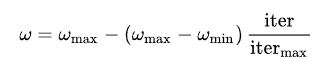 ω = ω_max − (ω_max − ω_min) iter/iter_max